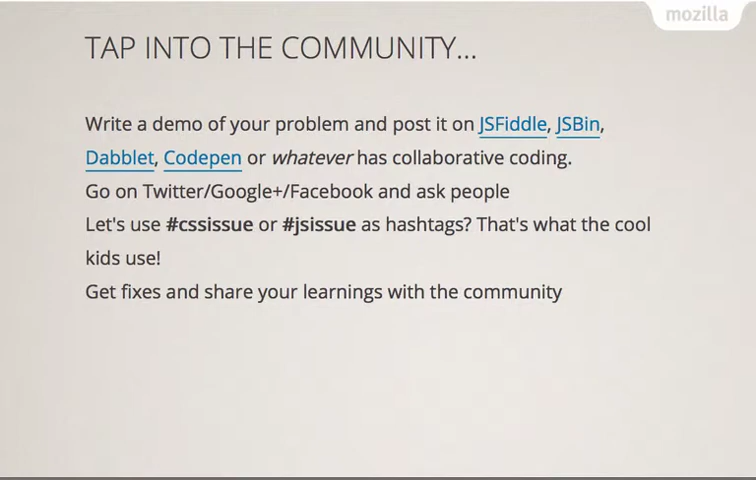 mozilla
TAP INTO THE COMMUNITY...
Write a demo of your problem and post it on JSFiddle, JSBin,
Dabblet, Codepen or whatever has collaborative coding.
Go on Twitter/Google+/Facebook and ask people
Let's use #cssissue or #jsissue as hashtags? That's what the cool
kids use!
Get fixes and share your learnings with the community